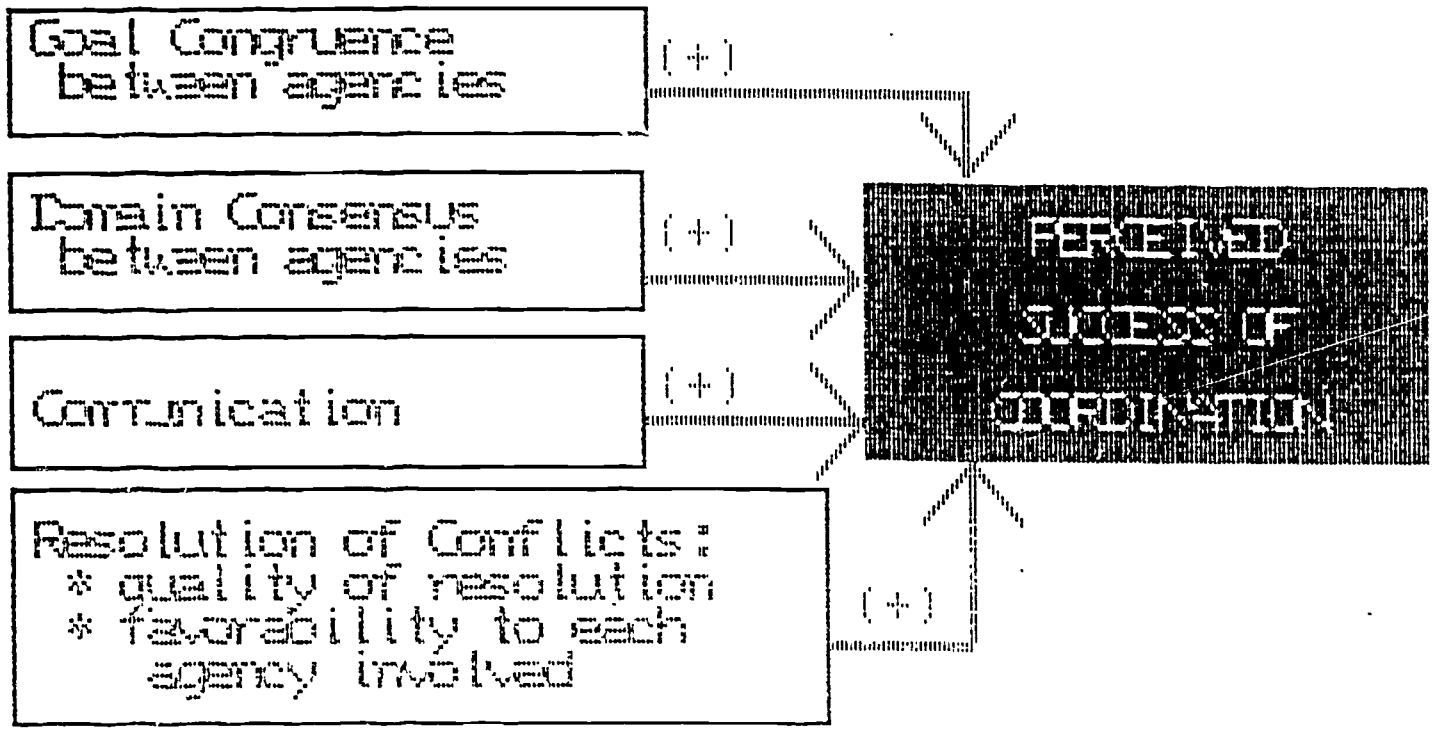 Goal Congruence
between agencies
(+)
Domain Consensus
between agencies
(+)
Communication
(+)
Resolution of Conflicts:
* quality of resolution
* favorability to each
agency involved
(+)
PERCEIVED
SUCCESS OF
COORDINATION